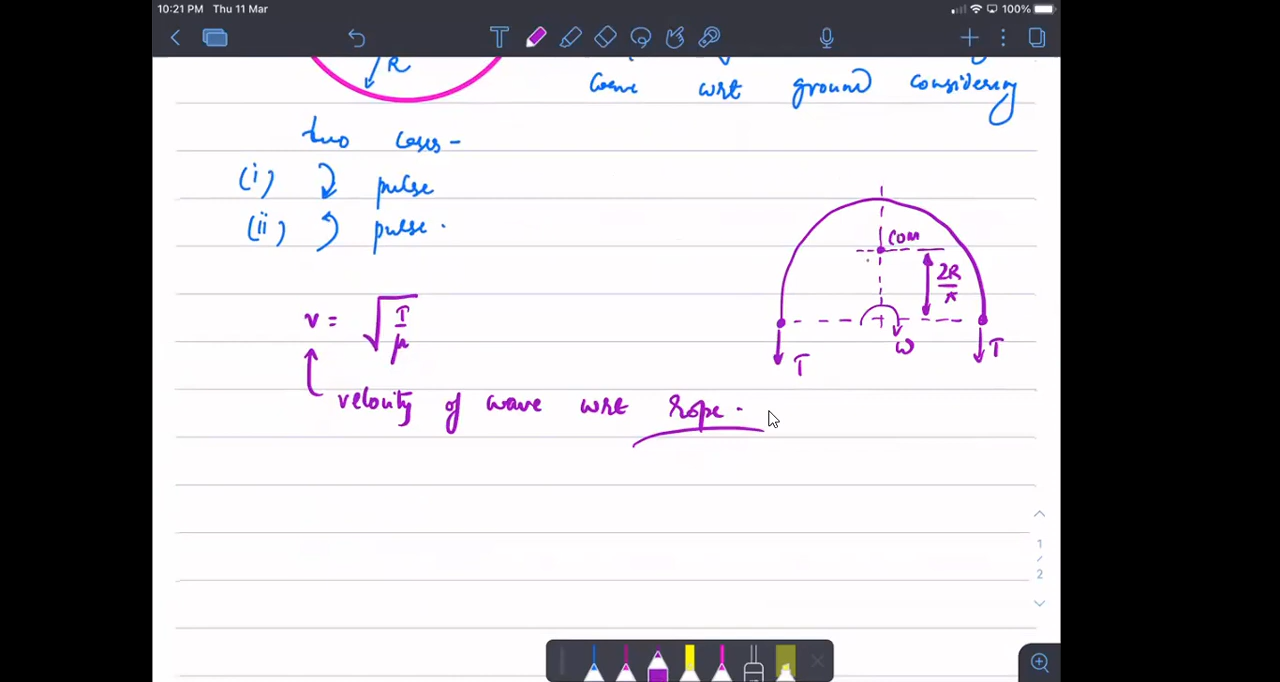 10:21 PM Thu 11 Mar
100%
T
R
wave wrt ground considering
two cases-
(i) pulse
(ii) pulse.
COM
2R
π
ω
T T
v = √ T
μ
velocity of wave wrt rope.
1
/
2